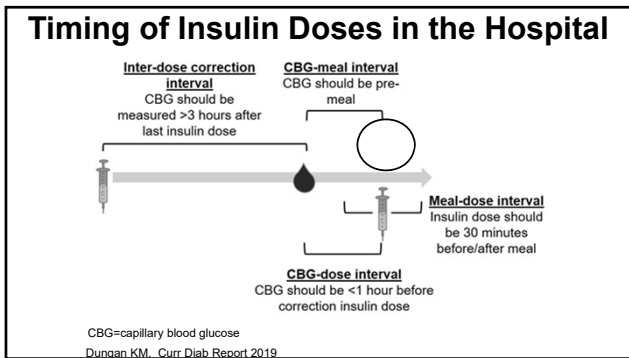 Timing of Insulin Doses in the Hospital
Inter-dose correction
interval
CBG should be
measured >3 hours after
last insulin dose
CBG-meal interval
CBG should be pre-
meal
Meal-dose interval
Insulin dose should
be 30 minutes
before/after meal
CBG-dose interval
CBG should be <1 hour before
correction insulin dose
CBG=capillary blood glucose
Dungan KM, Curr Diab Report 2019